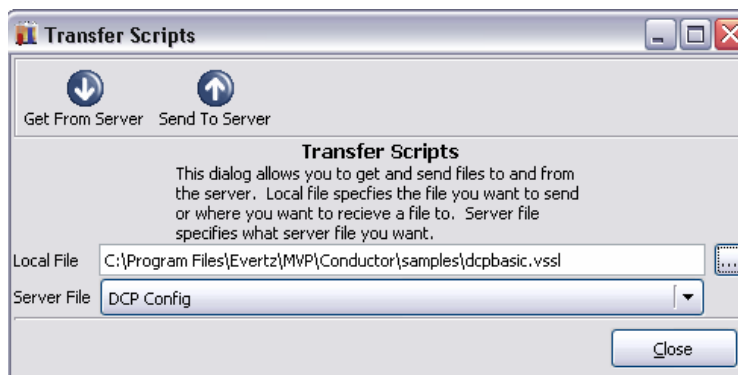 Transfer Scripts
Get From Server Send To Server
Transfer Scripts
This dialog allows you to get and send files to and from
the server. Local file specfies the file you want to send
or where you want to recieve a file to. Server file
specifies what server file you want.
Local File C:\Program Files\Evertz\MVP\Conductor\samples\dcpbasic.vssl ...
Server File DCP Config
Close